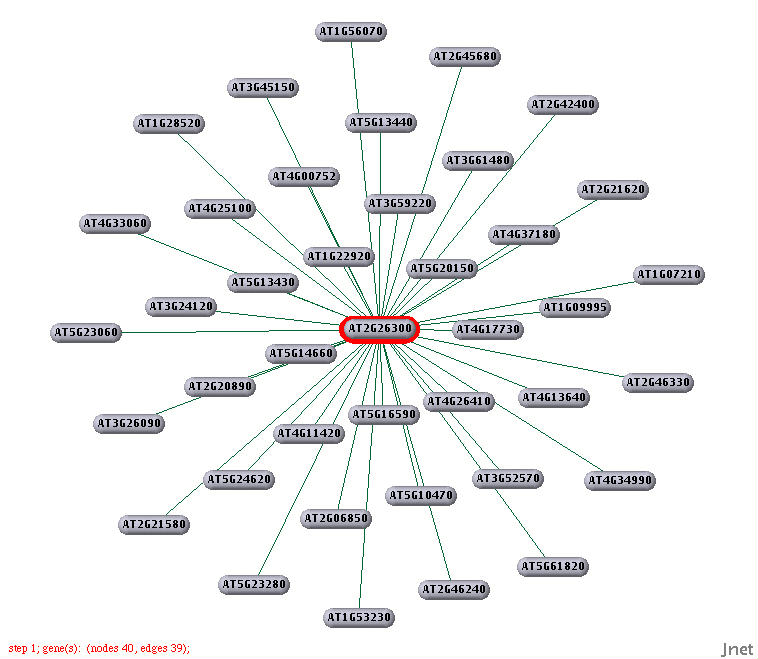 AT1G56070
AT2G45680
AT3G45150
AT2G42400
AT1G28520
AT5G13440
AT3G61480
AT4G00752
AT2G21620
AT3G59220
AT4G25100
AT4G33060
AT4G37180
AT1G22920
AT5G20150
AT1G07210
AT5G13430
AT3G24120
AT1G09995
AT2G26300
AT4G17730
AT5G23060
AT5G14660
AT2G46330
AT2G20890
AT4G13640
AT4G26410
AT5G16590
AT3G26090
AT4G11420
AT5G24620
AT3G52570
AT4G34990
AT5G10470
AT2G06850
AT2G21580
AT5G61820
AT5G23280
AT2G46240
AT1G53230
step 1; gene(s): (nodes 40, edges 39);
Jnet